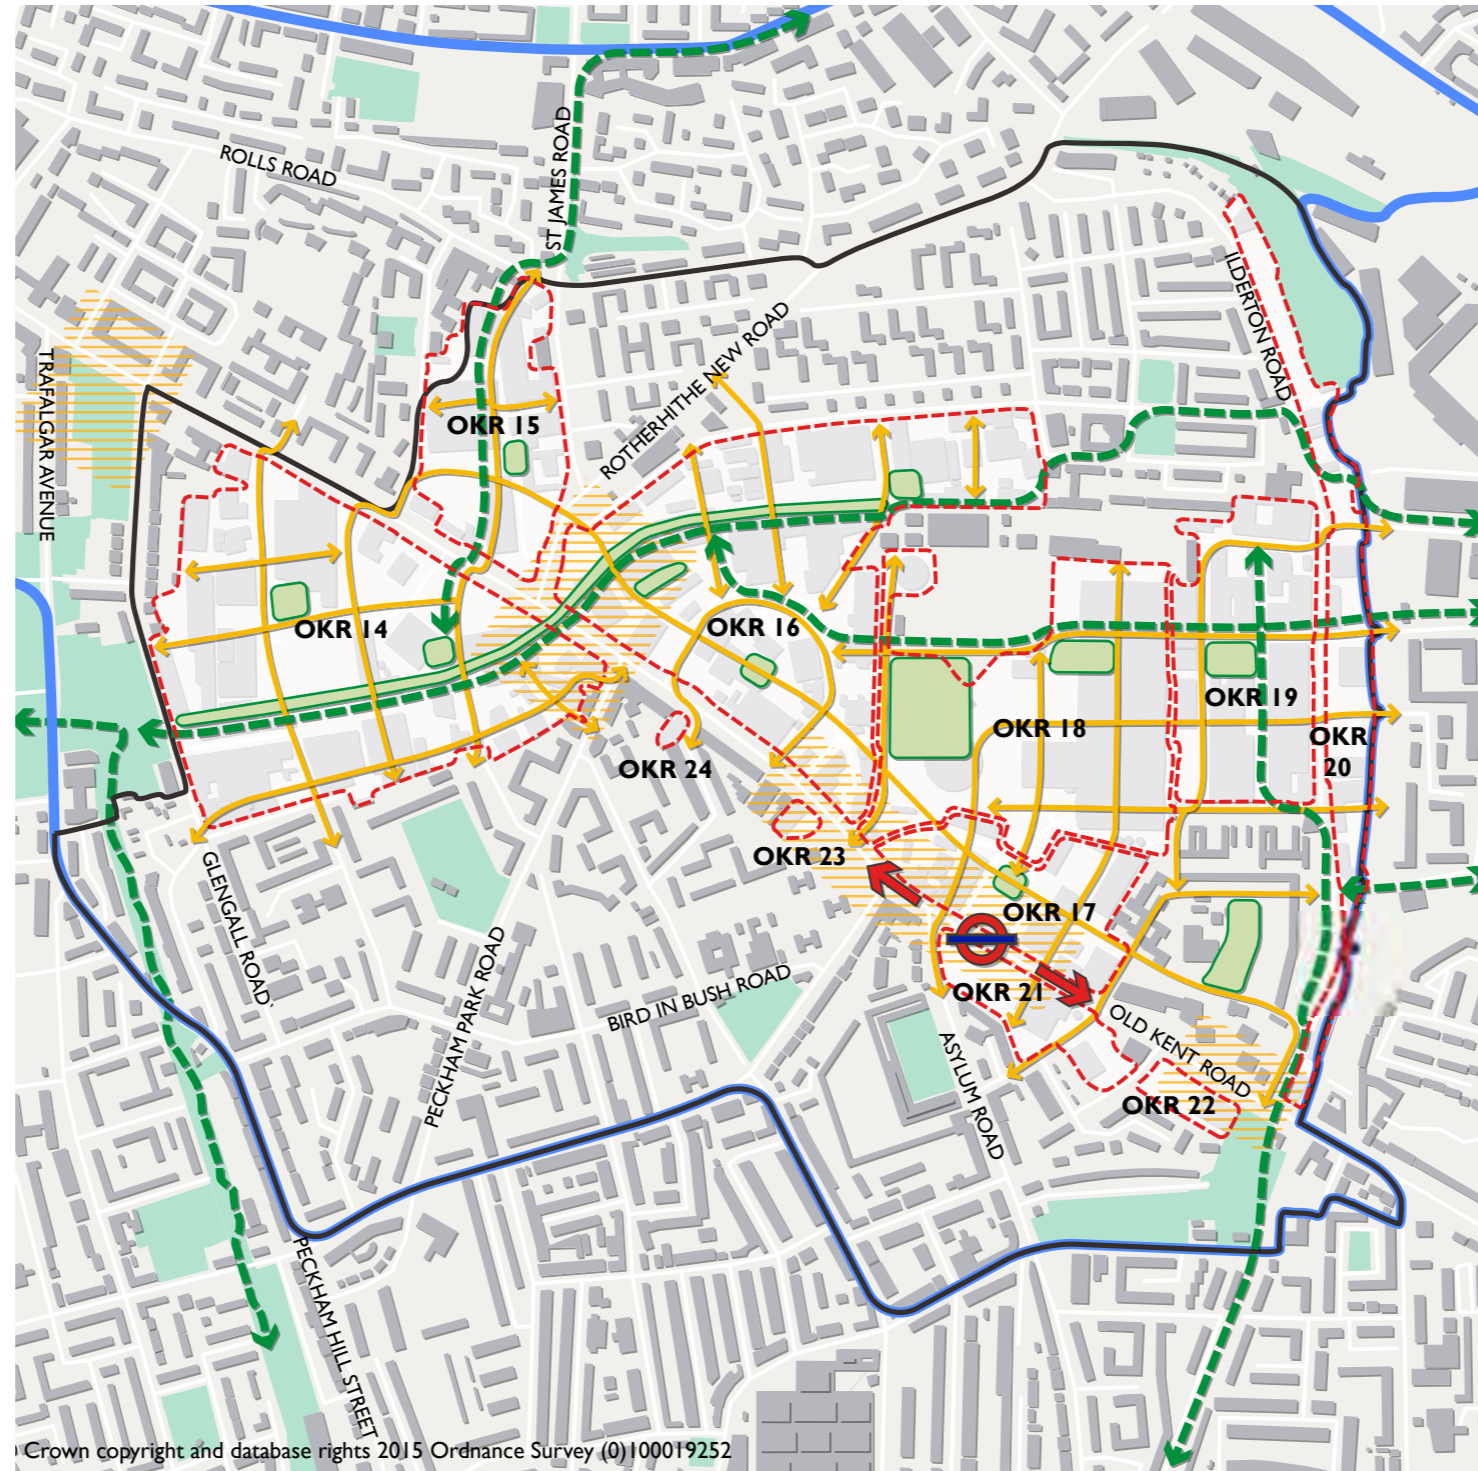 ROLLS ROAD
ST JAMES ROAD
ILDERTON ROAD
ROTHERHITHE NEW ROAD
TRAFALGAR AVENUE
OKR 15
OKR 14
OKR 16
OKR 19
OKR 18
OKR
20
OKR 24
OKR 23
OKR 17
GLENGALL ROAD
PECKHAM PARK ROAD
BIRD IN BUSH ROAD
OKR 21
OLD KENT ROAD
ASYLUM ROAD
OKR 22
PECKHAM HILL STREET
Crown copyright and database rights 2015 Ordnance Survey (0)100019252